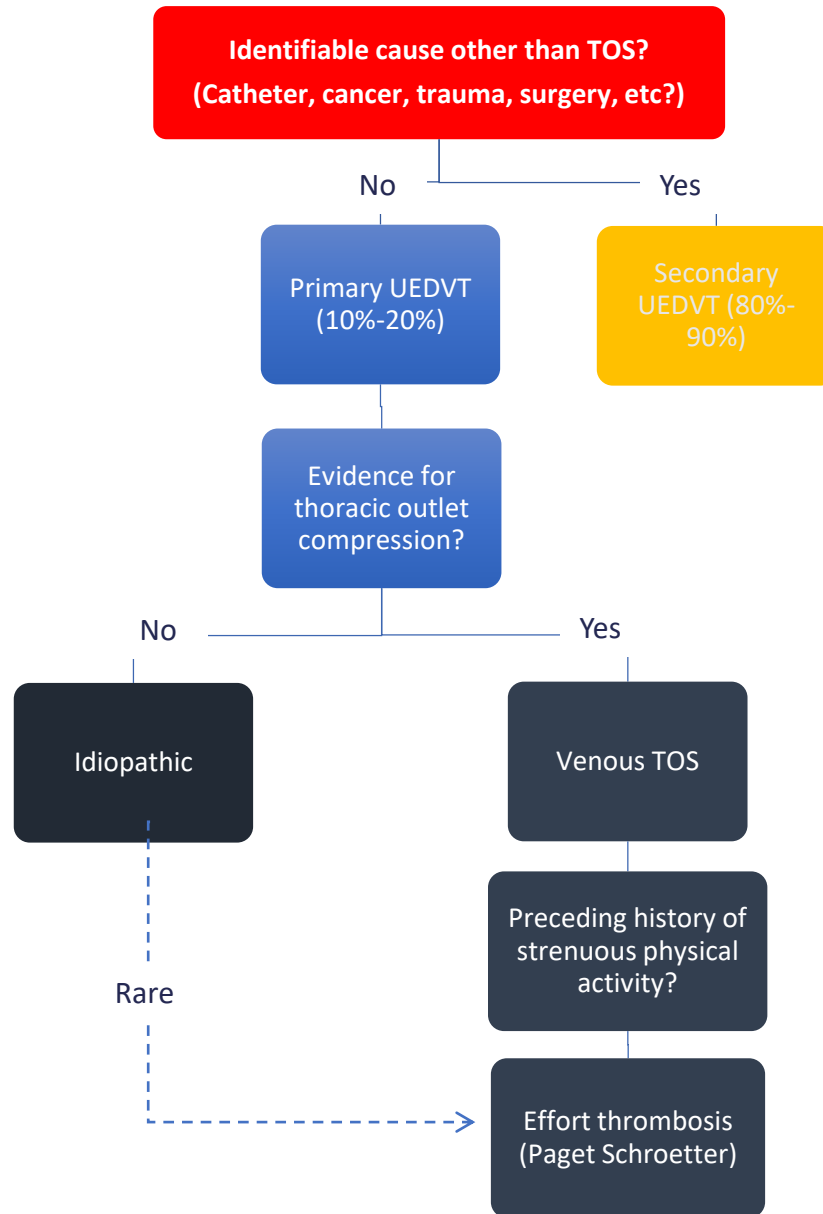 Identifiable cause other than TOS?
(Catheter, cancer, trauma, surgery, etc?)
No
Yes
Primary UEDVT
(10%-20%)
Secondary
UEDVT (80%-
90%)
Evidence for
thoracic outlet
compression?
No
Yes
Idiopathic
Venous TOS
Preceding history of
strenuous physical
activity?
Rare
Effort thrombosis
(Paget Schroetter)